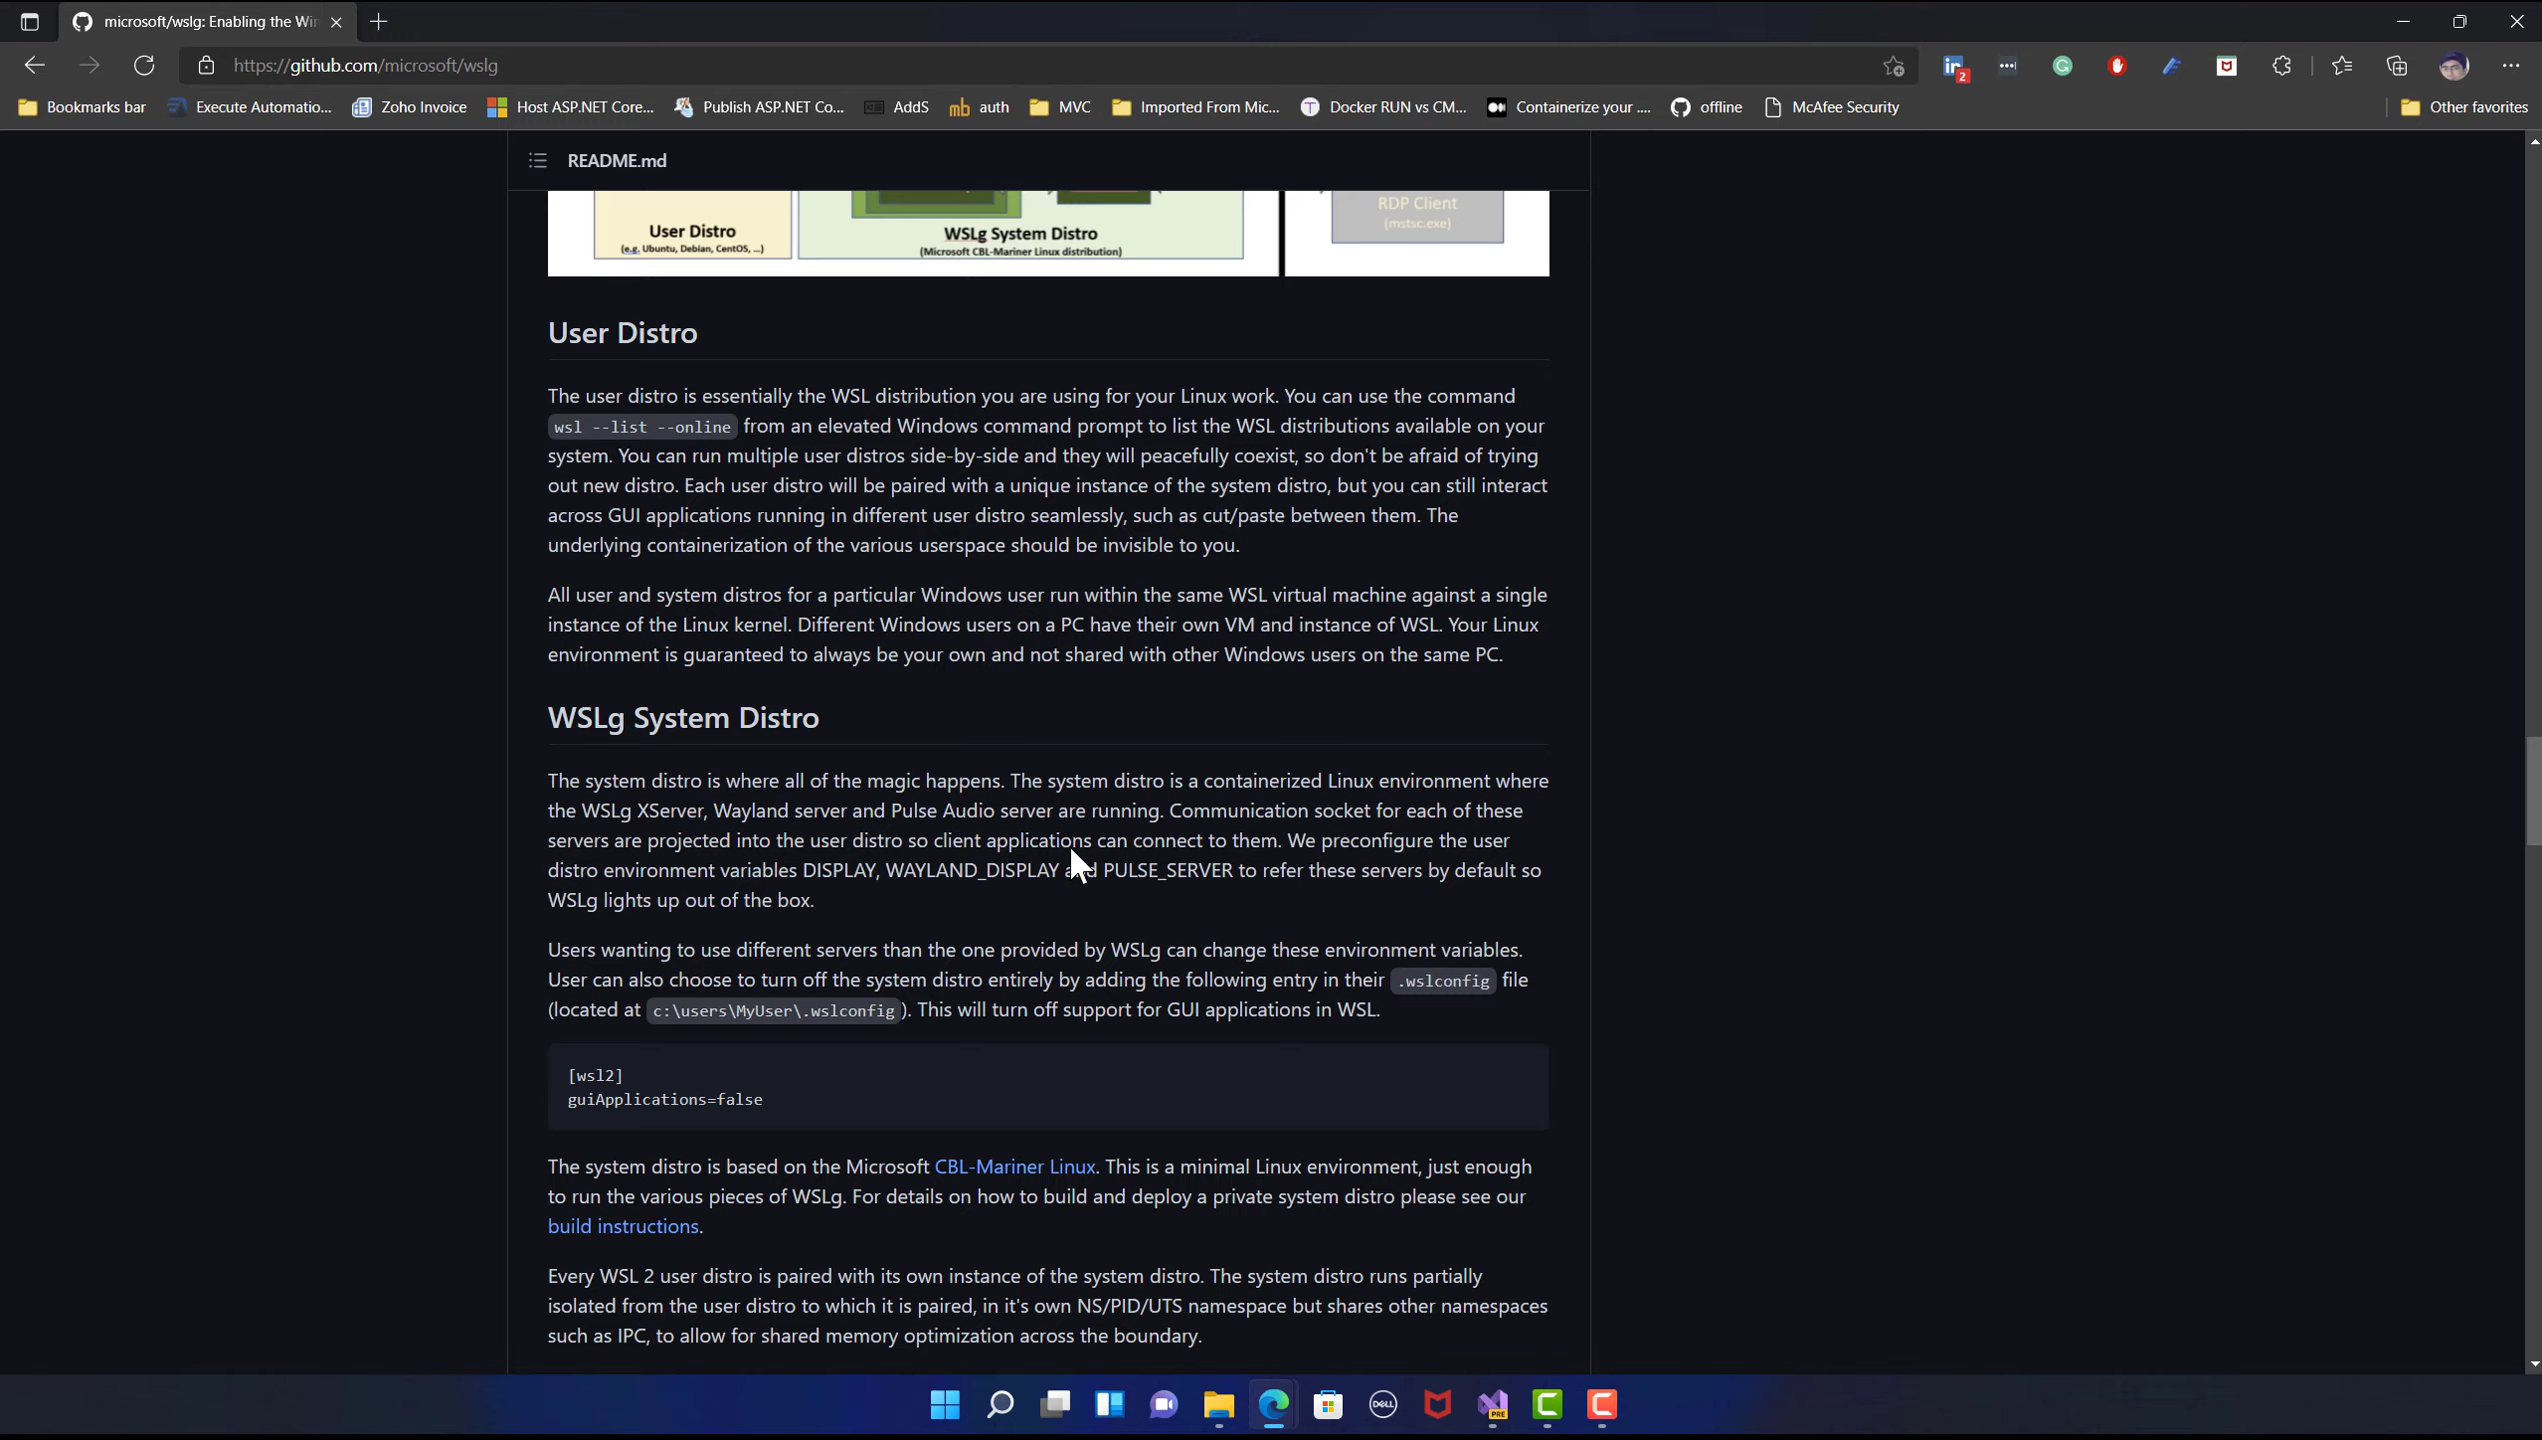 microsoft/wslg: Enabling the Win
https://github.com/microsoft/wslg
2
Bookmarks bar
Execute Automatio...
Zoho Invoice
Host ASP.NET Core...
Publish ASP.NET Co...
AddS
mb auth
MVC
Imported From Mic...
Docker RUN vs CM...
Containerize your ....
offline
McAfee Security
Other favorites
README.md
User Distro
(e.g. Ubuntu, Debian, CentOS, ...)
WSLg System Distro
(Microsoft CBL-Mariner Linux distribution)
RDP Client
(mstsc.exe)
User Distro
The user distro is essentially the WSL distribution you are using for your Linux work. You can use the command
wsl --list --online from an elevated Windows command prompt to list the WSL distributions available on your
system. You can run multiple user distros side-by-side and they will peacefully coexist, so don't be afraid of trying
out new distro. Each user distro will be paired with a unique instance of the system distro, but you can still interact
across GUI applications running in different user distro seamlessly, such as cut/paste between them. The
underlying containerization of the various userspace should be invisible to you.
All user and system distros for a particular Windows user run within the same WSL virtual machine against a single
instance of the Linux kernel. Different Windows users on a PC have their own VM and instance of WSL. Your Linux
environment is guaranteed to always be your own and not shared with other Windows users on the same PC.
WSLg System Distro
The system distro is where all of the magic happens. The system distro is a containerized Linux environment where
the WSLg XServer, Wayland server and Pulse Audio server are running. Communication socket for each of these
servers are projected into the user distro so client applications can connect to them. We preconfigure the user
distro environment variables DISPLAY, WAYLAND_DISPLAY and PULSE_SERVER to refer these servers by default so
WSLg lights up out of the box.
Users wanting to use different servers than the one provided by WSLg can change these environment variables.
User can also choose to turn off the system distro entirely by adding the following entry in their .wslconfig file
(located at c:\users\MyUser\.wslconfig). This will turn off support for GUI applications in WSL.
[wsl2]
guiApplications=false
The system distro is based on the Microsoft CBL-Mariner Linux. This is a minimal Linux environment, just enough
to run the various pieces of WSLg. For details on how to build and deploy a private system distro please see our
build instructions.
Every WSL 2 user distro is paired with its own instance of the system distro. The system distro runs partially
isolated from the user distro to which it is paired, in it's own NS/PID/UTS namespace but shares other namespaces
such as IPC, to allow for shared memory optimization across the boundary.
DELL
PRE